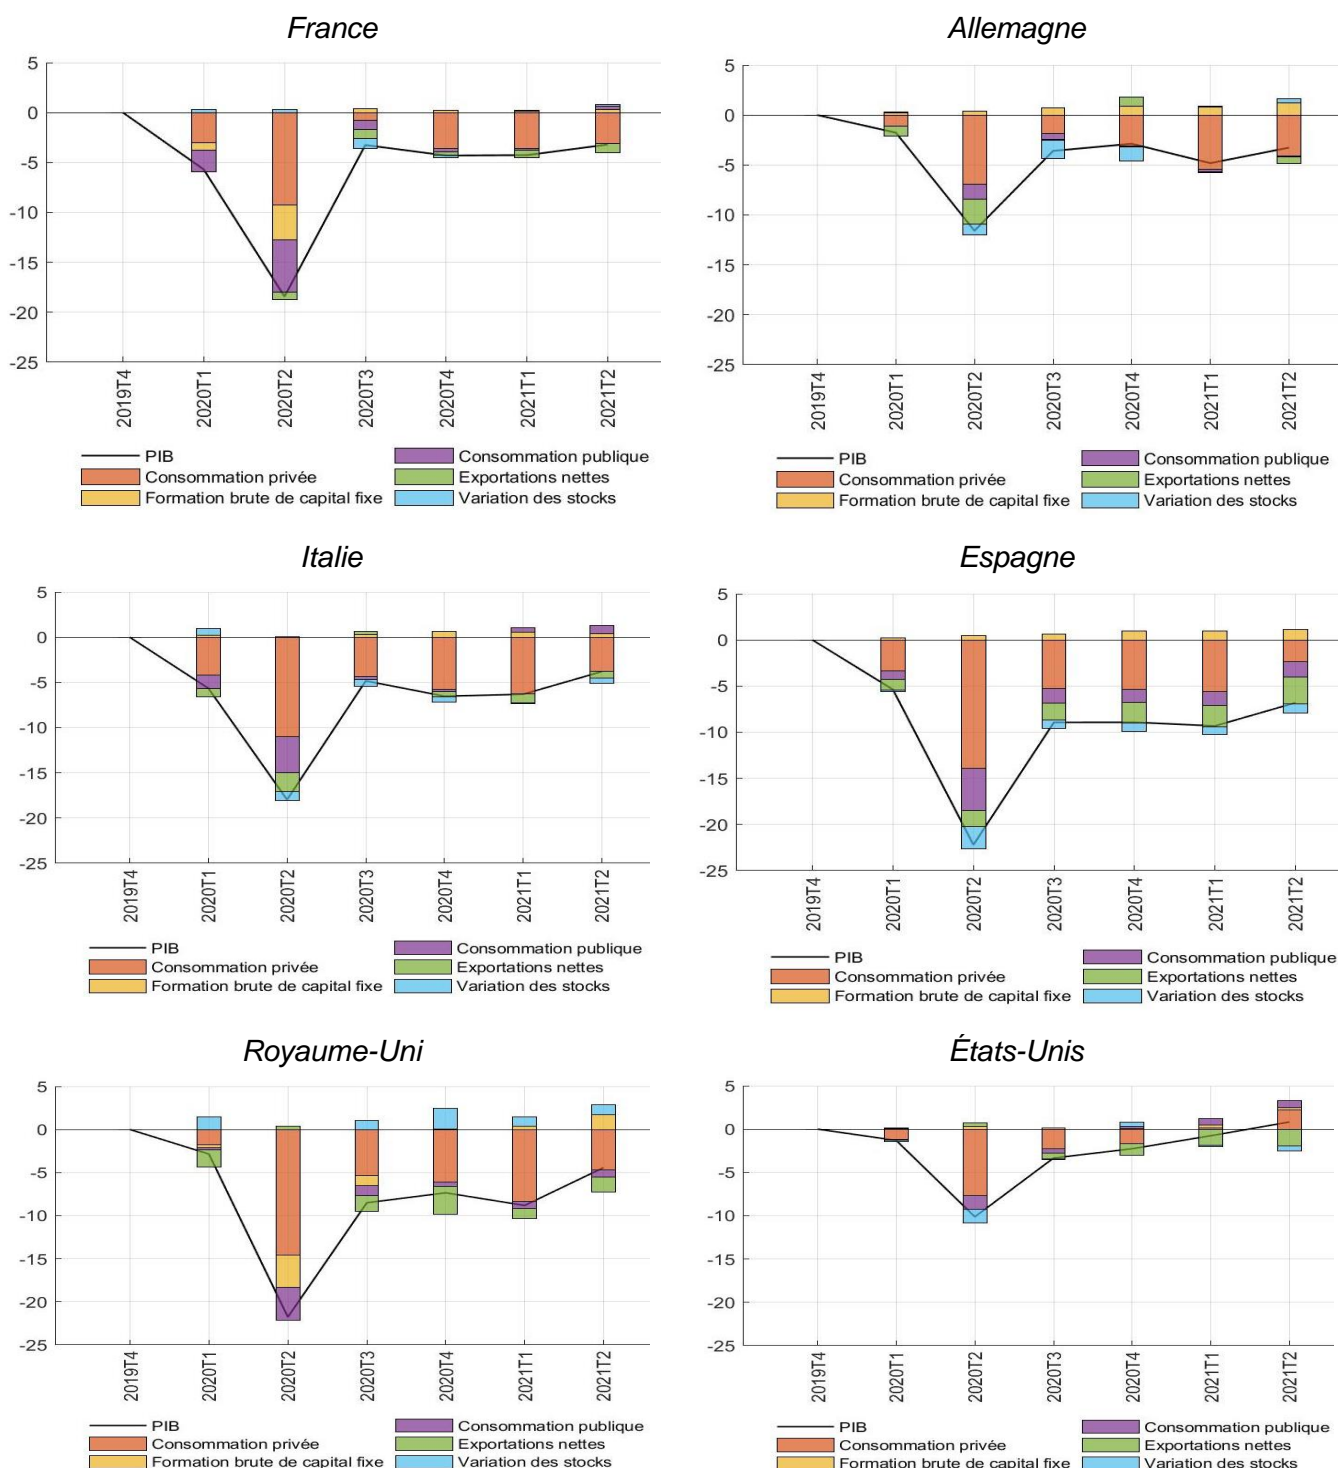 France
5
0
-5
-10
-15
-20
-25
2019T4
2020T1
2020T2
2020T3
2020T4
2021T1
2021T2
PIB
Consommation privée
Formation brute de capital fixe
Consommation publique
Exportations nettes
Variation des stocks
Allemagne
5
0
-5
-10
-15
-20
-25
2019T4
2020T1
2020T2
2020T3
2020T4
2021T1
2021T2
PIB
Consommation privée
Formation brute de capital fixe
Consommation publique
Exportations nettes
Variation des stocks
Italie
5
0
-5
-10
-15
-20
-25
2019T4
2020T1
2020T2
2020T3
2020T4
2021T1
2021T2
PIB
Consommation privée
Formation brute de capital fixe
Consommation publique
Exportations nettes
Variation des stocks
Espagne
5
0
-5
-10
-15
-20
-25
2019T4
2020T1
2020T2
2020T3
2020T4
2021T1
2021T2
PIB
Consommation privée
Formation brute de capital fixe
Consommation publique
Exportations nettes
Variation des stocks
Royaume-Uni
5
0
-5
-10
-15
-20
-25
2019T4
2020T1
2020T2
2020T3
2020T4
2021T1
2021T2
PIB
Consommation privée
Formation brute de capital fixe
Consommation publique
Exportations nettes
Variation des stocks
États-Unis
5
0
-5
-10
-15
-20
-25
2019T4
2020T1
2020T2
2020T3
2020T4
2021T1
2021T2
PIB
Consommation privée
Formation brute de capital fixe
Consommation publique
Exportations nettes
Variation des stocks